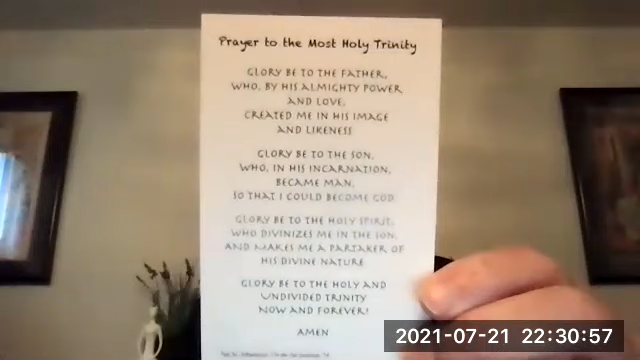 Prayer to the Most Holy Trinity
GLORY BE TO THE FATHER,
WHO, BY HIS ALMIGHTY POWER
AND LOVE,
CREATED ME IN HIS IMAGE
AND LIKENESS
GLORY BE TO THE SON,
WHO, IN HIS INCARNATION,
BECAME MAN,
SO THAT I COULD BECOME GOD
GLORY BE TO THE HOLY SPIRIT,
WHO DIVINIZES ME IN THE SON,
AND MAKES ME A PARTAKER OF
HIS DIVINE NATURE
GLORY BE TO THE HOLY AND
UNDIVIDED TRINITY
NOW AND FOREVER!
AMEN
2021-07-21 22:30:57